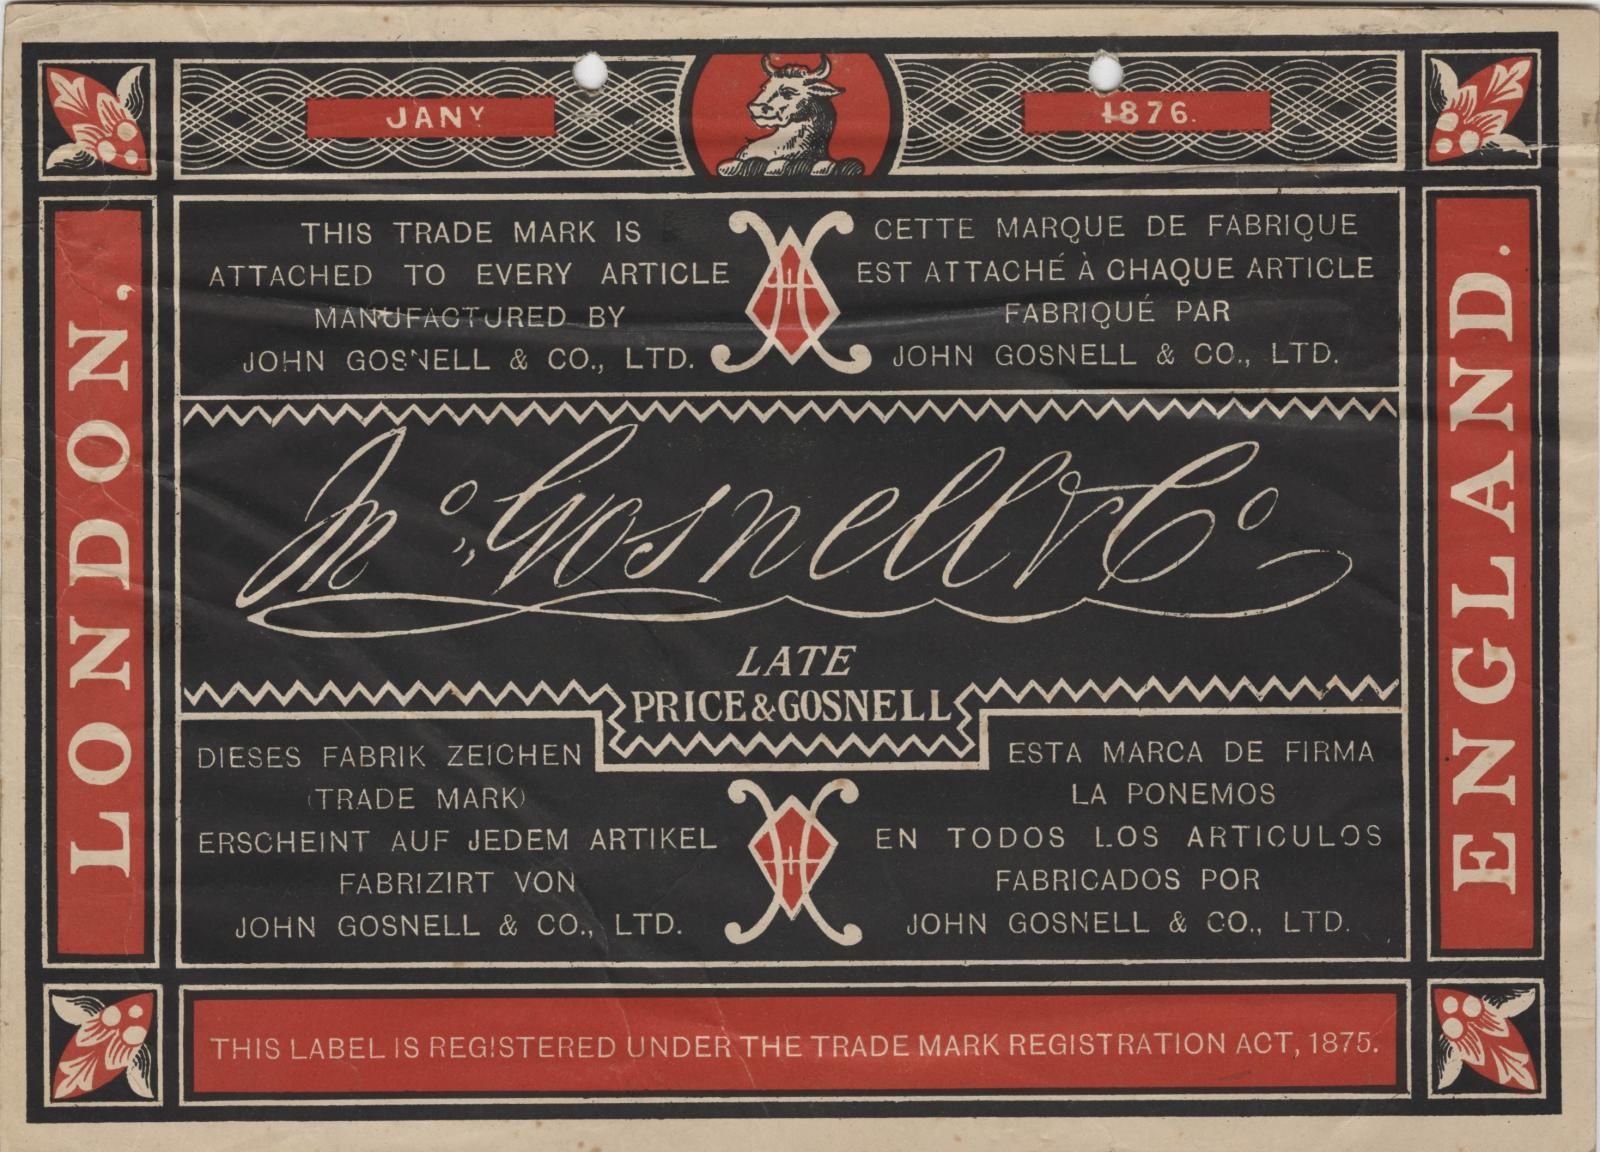 JANY
1876.
LONDON,
THIS TRADE MARK IS
ATTACHED TO EVERY ARTICLE
MANUFACTURED BY
JOHN GOSNELL & CO., LTD.
CETTE MARQUE DE FABRIQUE
EST ATTACHÉ À CHAQUE ARTICLE
FABRIQUÉ PAR
JOHN GOSNELL & CO., LTD.
Jno. Gosnell & Co
LATE
PRICE & GOSNELL
DIESES FABRIK ZEICHEN
(TRADE MARK)
ERSCHEINT AUF JEDEM ARTIKEL
FABRIZIRT VON
JOHN GOSNELL & CO., LTD.
ESTA MARCA DE FIRMA
LA PONEMOS
EN TODOS LOS ARTICULOS
FABRICADOS POR
JOHN GOSNELL & CO., LTD.
ENGLAND.
THIS LABEL IS REGISTERED UNDER THE TRADE MARK REGISTRATION ACT, 1875.